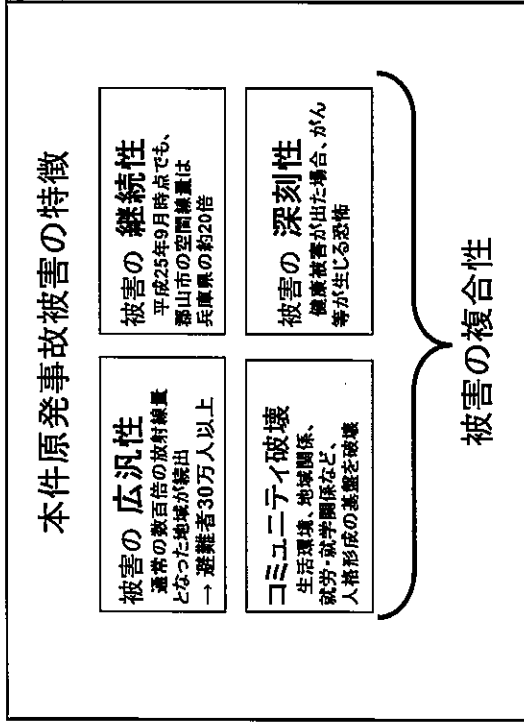 本件原発事故被害の特徴
被害の 広汎性
通常の数百倍の放射線量
となった地域が続出
→ 避難者30万人以上
被害の 継続性
平成25年9月時点でも、
郡山市の空間線量は
兵庫県の約20倍
コミュニティ破壊
生活環境、地域関係、
就労・就学関係など、
人格形成の基盤を破壊
被害の 深刻性
健康被害が出た場合、がん
等が生じる恐怖
被害の複合性